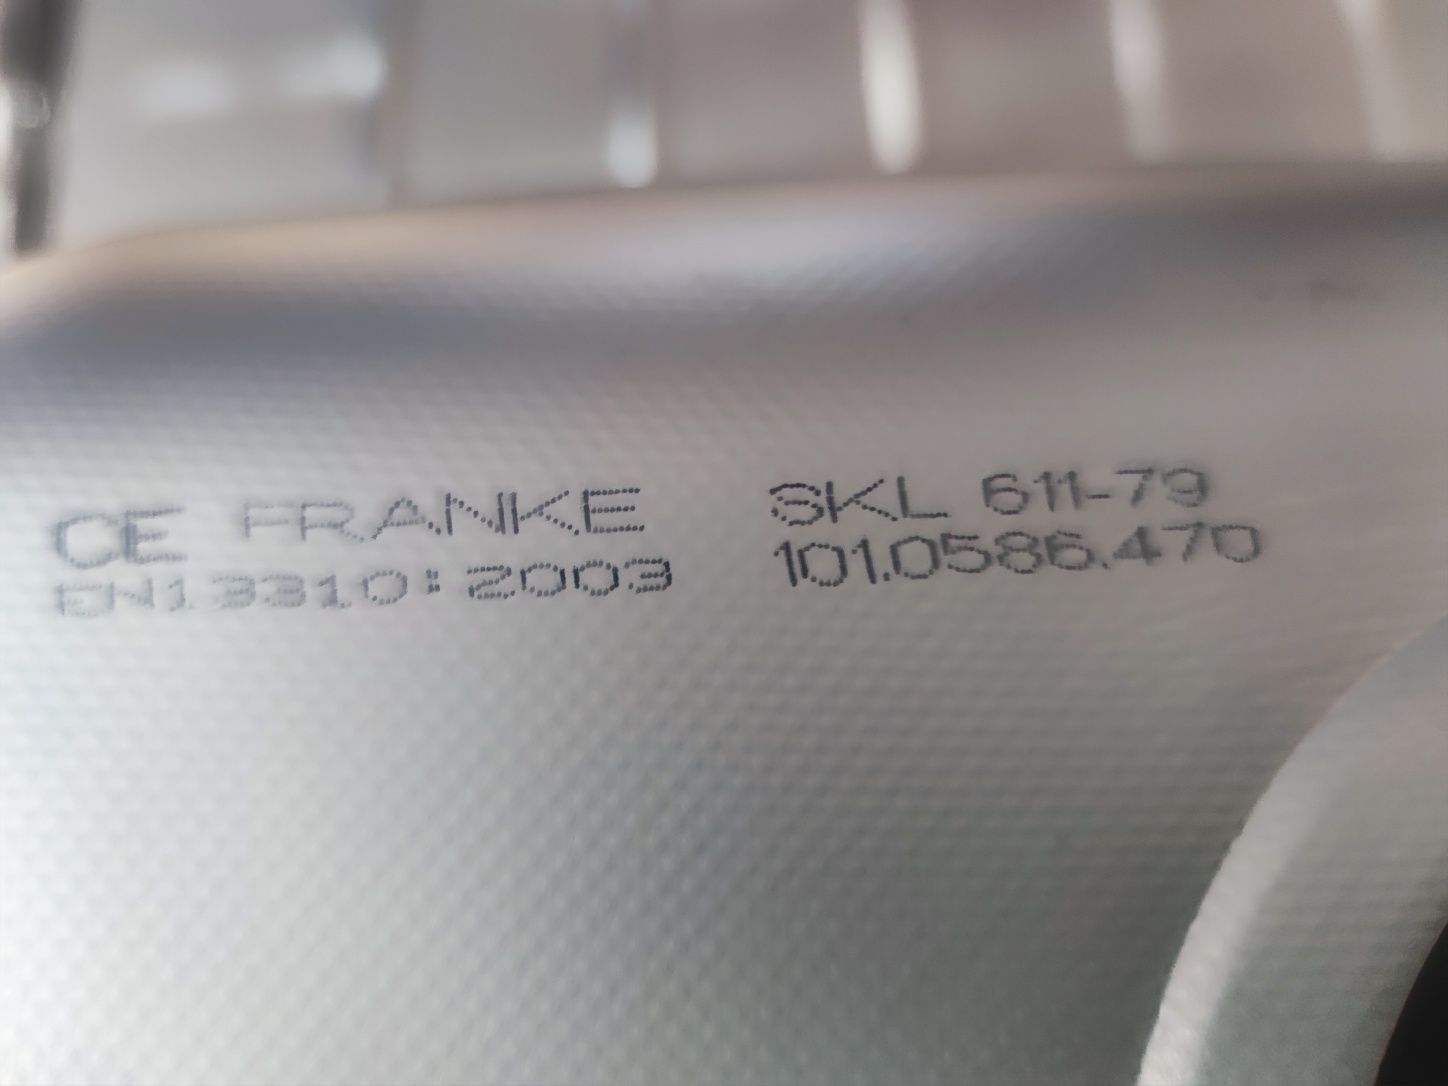 CE FRANKE SKL 611-79
EN13310:2003 101.0586.470